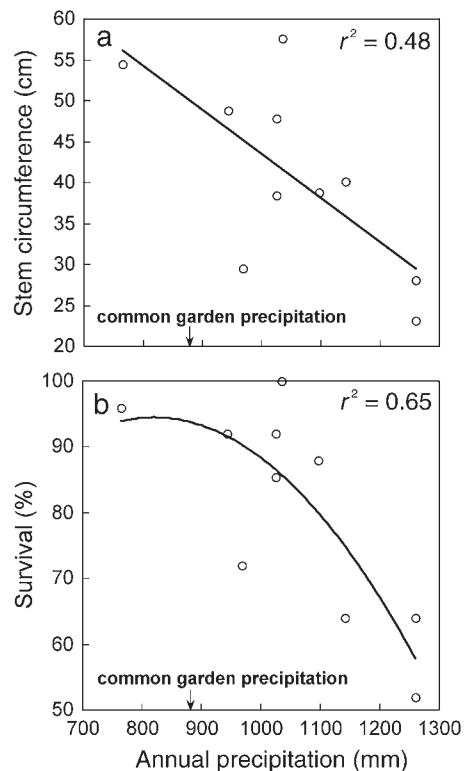 a
r² = 0.48
Stem circumference (cm)
60
55
50
45
40
35
30
25
20
common garden precipitation
b
r² = 0.65
Survival (%)
100
90
80
70
60
50
common garden precipitation
700 800 900 1000 1100 1200 1300
Annual precipitation (mm)